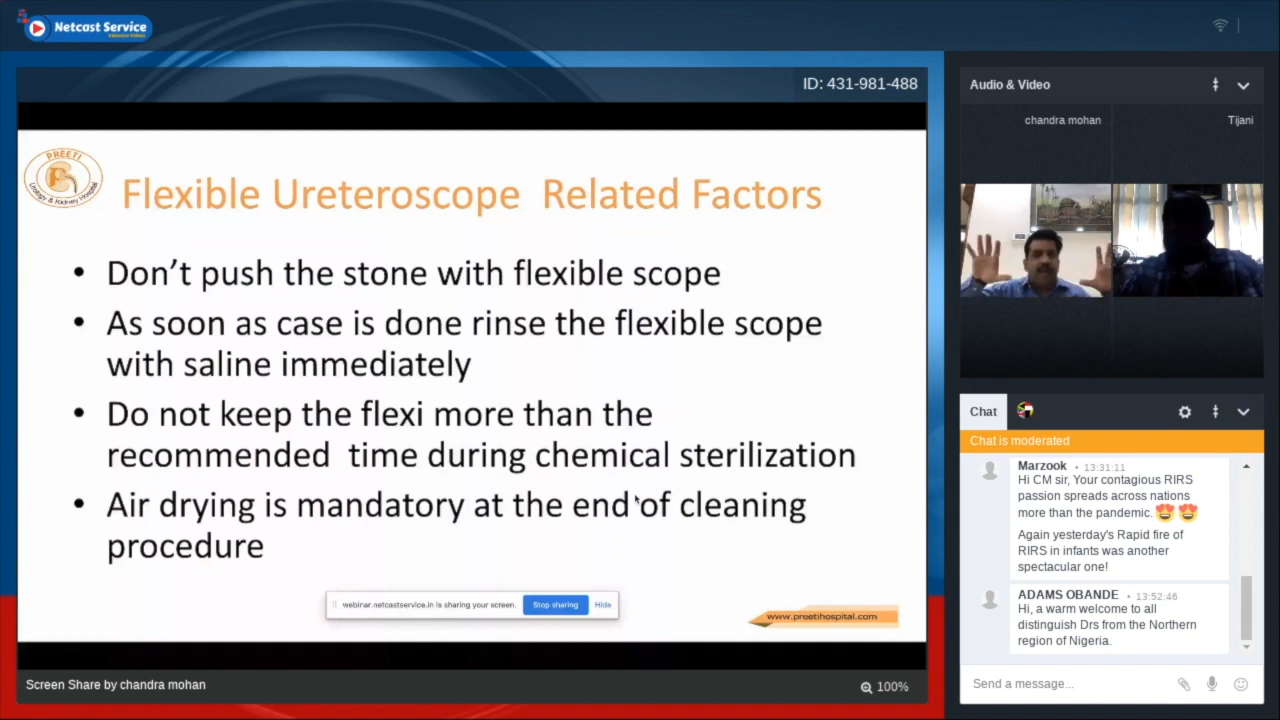 Netcast Service
ID: 431-981-488
PREETI
Urology & Kidney Hospital
Flexible Ureteroscope  Related Factors
• Don’t push the stone with flexible scope
• As soon as case is done rinse the flexible scope
with saline immediately
• Do not keep the flexi more than the
recommended  time during chemical sterilization
• Air drying is mandatory at the end of cleaning
procedure
webinar.netcastservice.in is sharing your screen.
Stop sharing
Hide
www.preetihospital.com
Screen Share by chandra mohan
100%
Audio & Video
chandra mohan
Tijani
Chat
Chat is moderated
Marzook • 13:31:11
Hi CM sir, Your contagious RIRS
passion spreads across nations
more than the pandemic. 😍 😍
Again yesterday's Rapid fire of
RIRS in infants was another
spectacular one!
ADAMS OBANDE • 13:52:46
Hi, a warm welcome to all
distinguish Drs from the Northern
region of Nigeria.
Send a message...